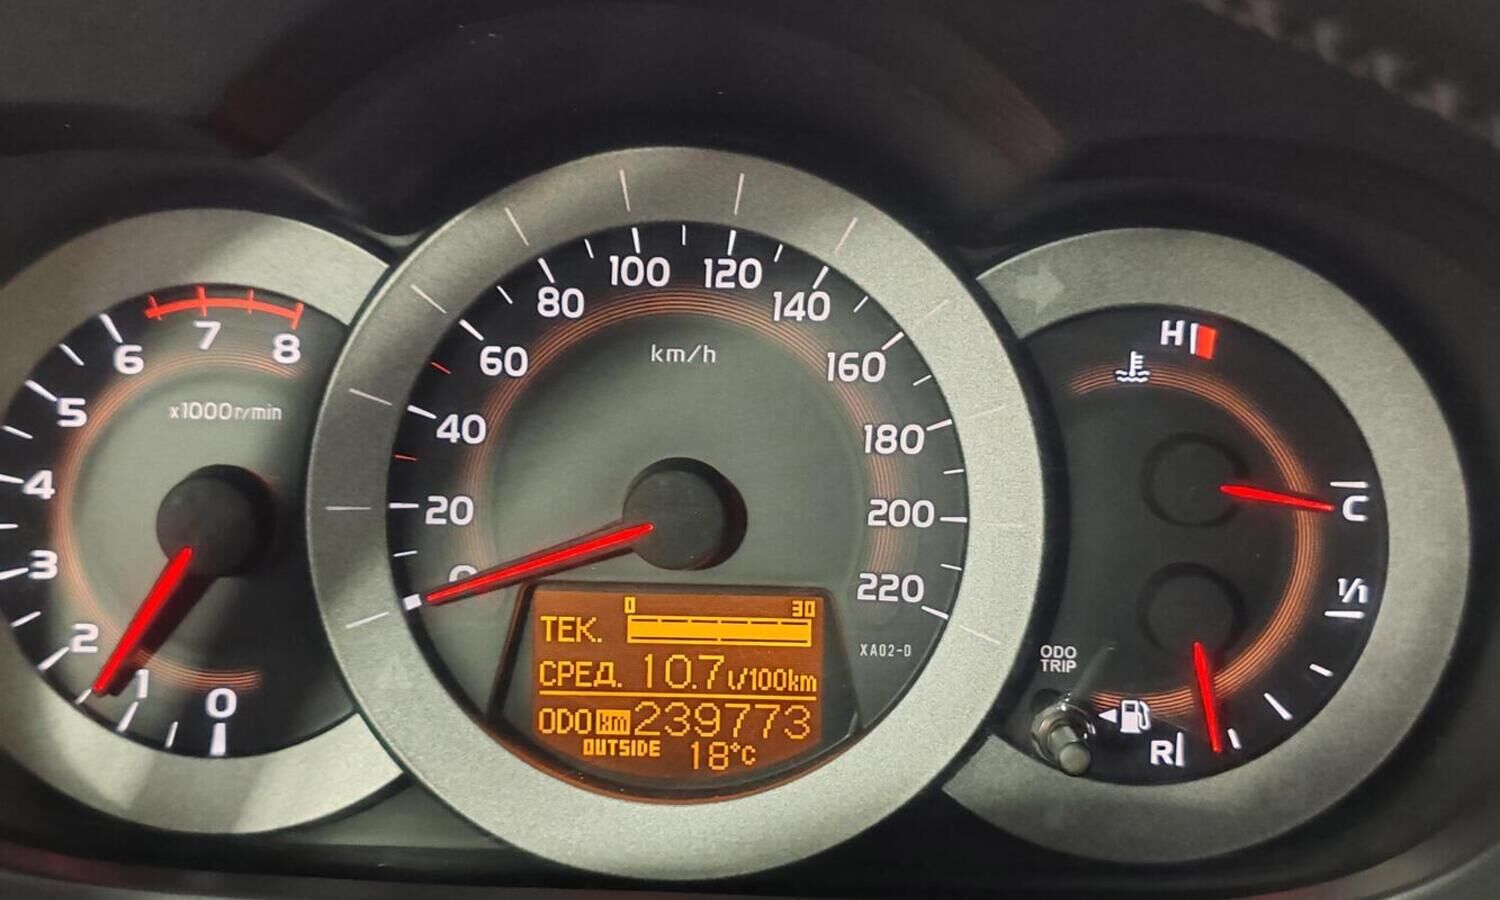 8
7
6
5
4
3
2
1
0
x1000r/min
0
20
40
60
80
100
120
140
160
180
200
220
km/h
0 30
ТЕК.
СРЕД. 10.7 l/100km
ODO km 239773
OUTSIDE 18°C
XA02-D
H
C
1/1
R
ODO
TRIP